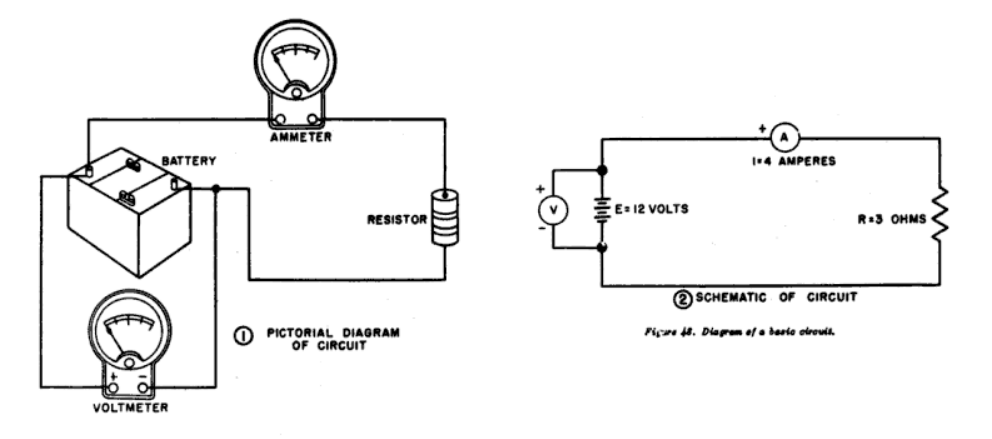 AMMETER
BATTERY
RESISTOR
+ -
VOLTMETER
1 PICTORIAL DIAGRAM
OF CIRCUIT
+ A
I=4 AMPERES
+
V
-
E=12 VOLTS
R=3 OHMS
2 SCHEMATIC OF CIRCUIT
Figure 48. Diagram of a basic circuit.